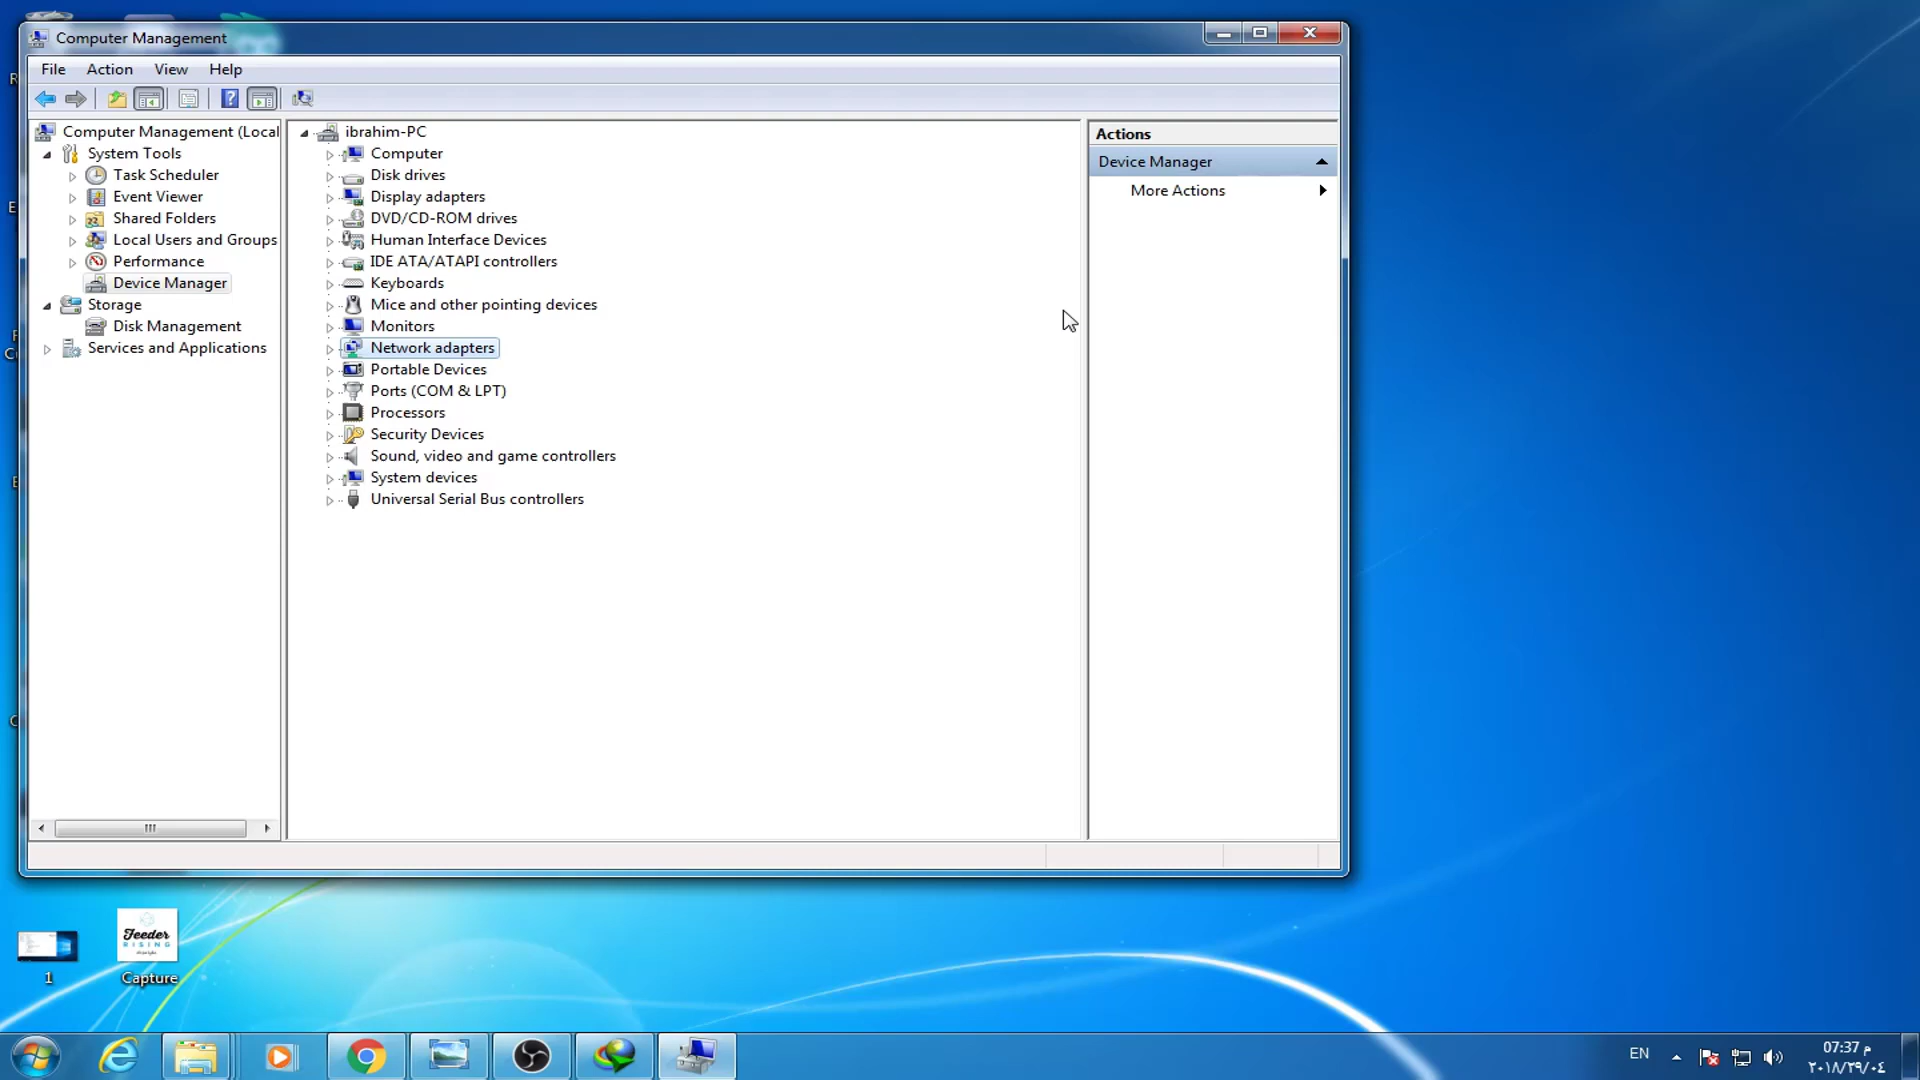 Computer Management
File Action View Help
Computer Management (Local
System Tools
Task Scheduler
Event Viewer
Shared Folders
Local Users and Groups
Performance
Device Manager
Storage
Disk Management
Services and Applications
ibrahim-PC
Computer
Disk drives
Display adapters
DVD/CD-ROM drives
Human Interface Devices
IDE ATA/ATAPI controllers
Keyboards
Mice and other pointing devices
Monitors
Network adapters
Portable Devices
Ports (COM & LPT)
Processors
Security Devices
Sound, video and game controllers
System devices
Universal Serial Bus controllers
Actions
Device Manager
More Actions
1
Feeder
RISING
Capture
EN
07:37 م
٢٠١٨/٢٩/٠٤